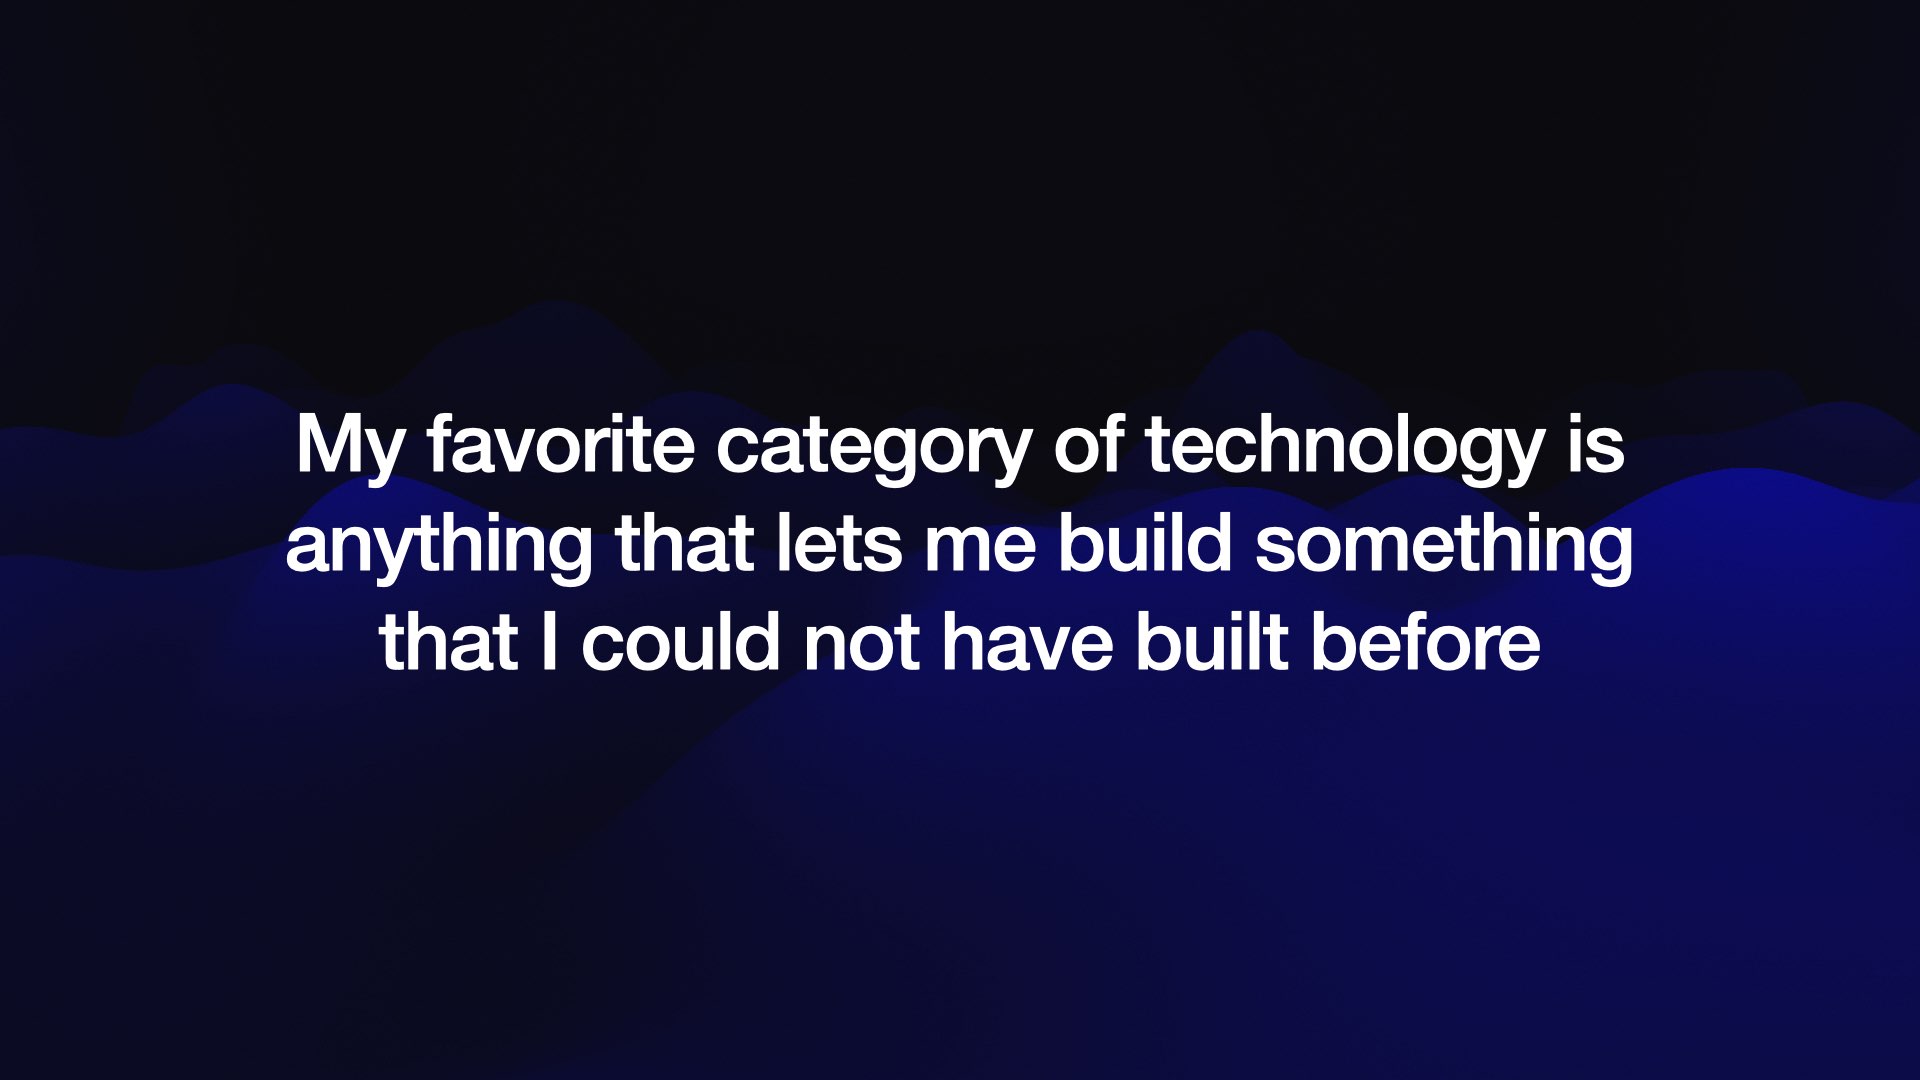 My favorite category of technology is
anything that lets me build something
that I could not have built before